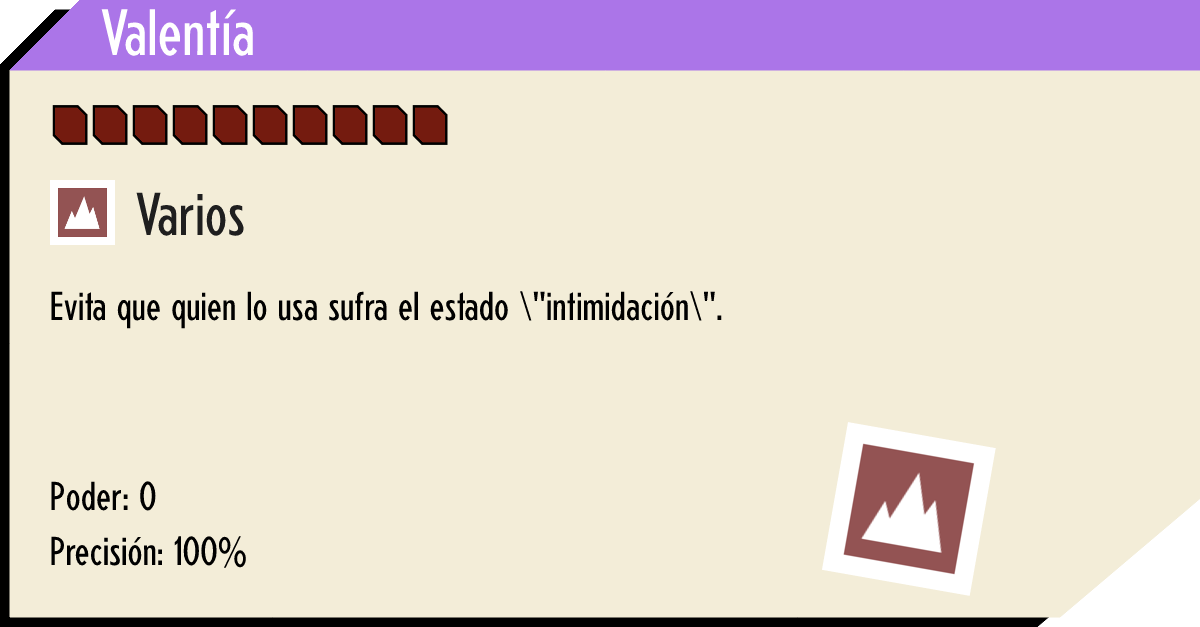 Valentía
Varios
Evita que quien lo usa sufra el estado \"intimidación\".
Poder: 0
Precisión: 100%